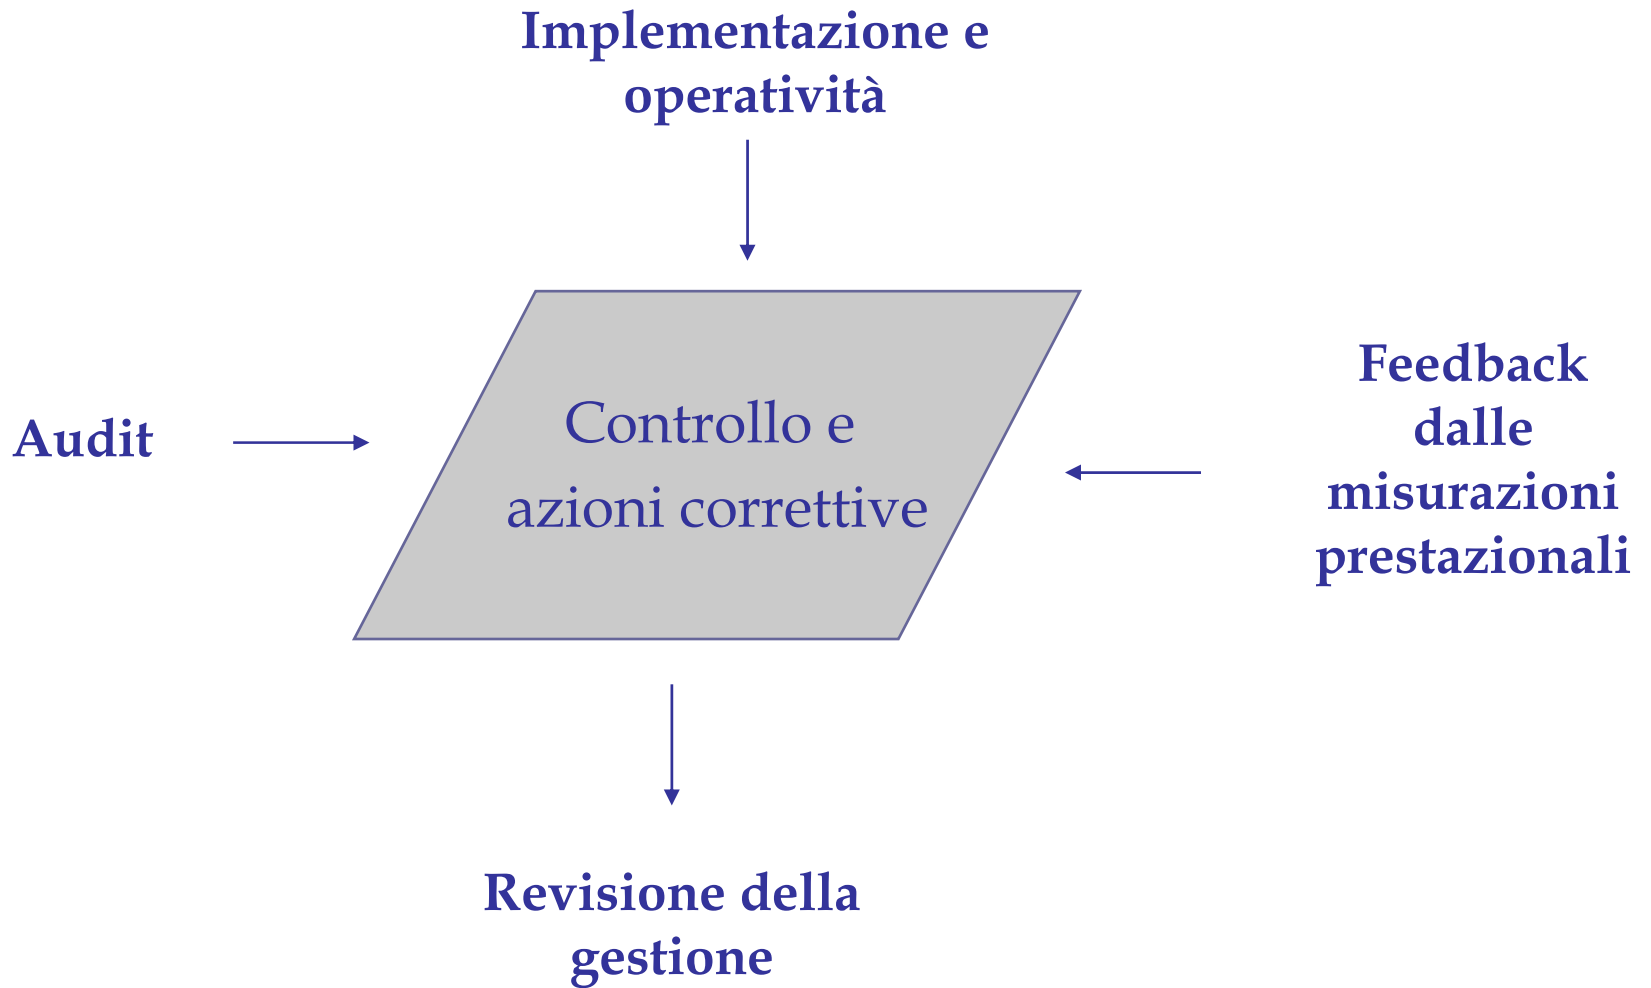 Implementazione e
operatività
Audit
Controllo e
azioni correttive
Feedback
dalle
misurazioni
prestazionali
Revisione della
gestione